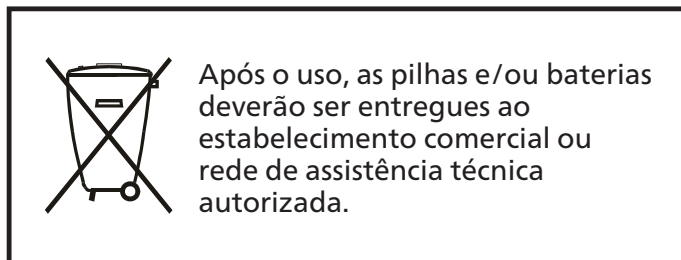 Após o uso, as pilhas e/ou baterias
deverão ser entregues ao
estabelecimento comercial ou
rede de assistência técnica
autorizada.